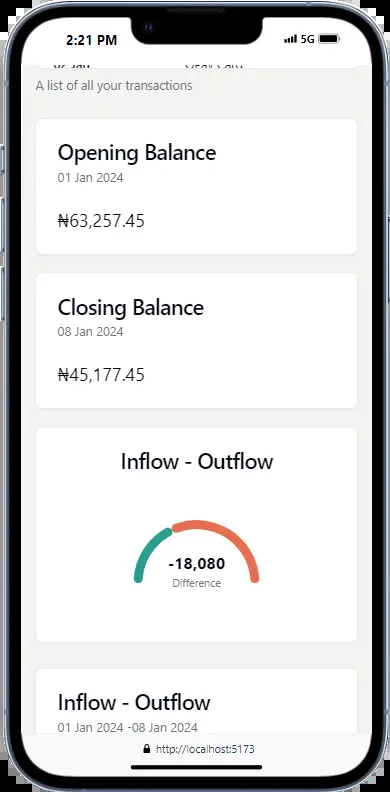 2:21 PM 5G
A list of all your transactions
Opening Balance
01 Jan 2024
₦63,257.45
Closing Balance
08 Jan 2024
₦45,177.45
Inflow - Outflow
-18,080
Difference
Inflow - Outflow
01 Jan 2024 -08 Jan 2024
http://localhost:5173